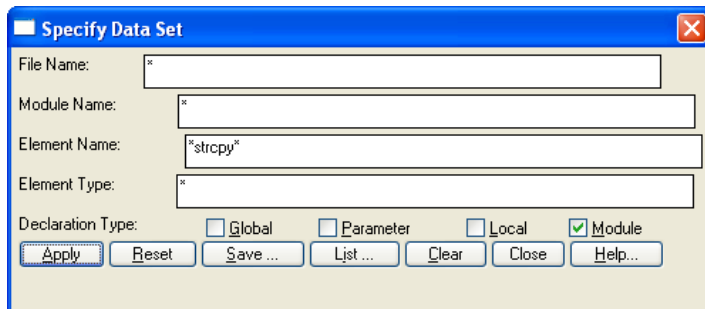 Specify Data Set
File Name: *
Module Name: *
Element Name: *strcpy*
Element Type: *
Declaration Type: Global Parameter Local Module
Apply Reset Save ... List ... Clear Close Help...